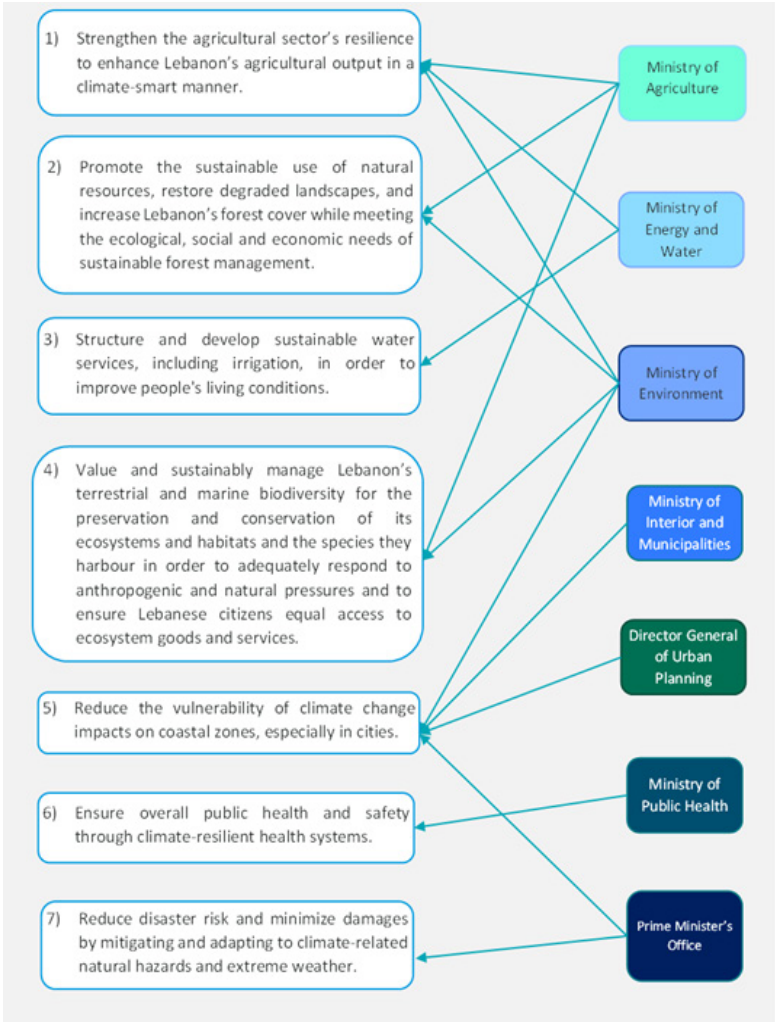 1) Strengthen the agricultural sector's resilience
to enhance Lebanon's agricultural output in a
climate-smart manner.
Ministry of
Agriculture
2) Promote the sustainable use of natural
resources, restore degraded landscapes, and
increase Lebanon's forest cover while meeting
the ecological, social and economic needs of
sustainable forest management.
Ministry of
Energy and
Water
3) Structure and develop sustainable water
services, including irrigation, in order to
improve people's living conditions.
Ministry of
Environment
4) Value and sustainably manage Lebanon's
terrestrial and marine biodiversity for the
preservation and conservation of its
ecosystems and habitats and the species they
harbour in order to adequately respond to
anthropogenic and natural pressures and to
ensure Lebanese citizens equal access to
ecosystem goods and services.
Ministry of
Interior and
Municipalities
Director General
of Urban
Planning
5) Reduce the vulnerability of climate change
impacts on coastal zones, especially in cities.
Ministry of
Public Health
6) Ensure overall public health and safety
through climate-resilient health systems.
7) Reduce disaster risk and minimize damages
by mitigating and adapting to climate-related
natural hazards and extreme weather.
Prime Minister's
Office